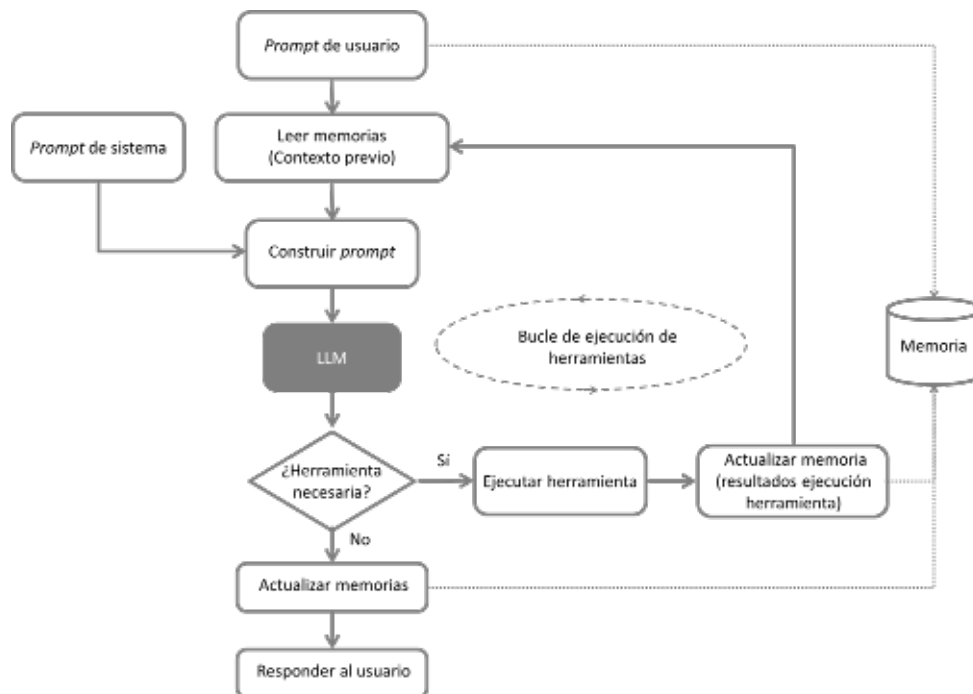 Prompt de usuario
Leer memorias
(Contexto previo)
Prompt de sistema
Construir prompt
LLM
Bucle de ejecución de
herramientas
Memoria
¿Herramienta
necesaria?
Sí
Ejecutar herramienta
Actualizar memoria
(resultados ejecución
herramienta)
No
Actualizar memorias
Responder al usuario